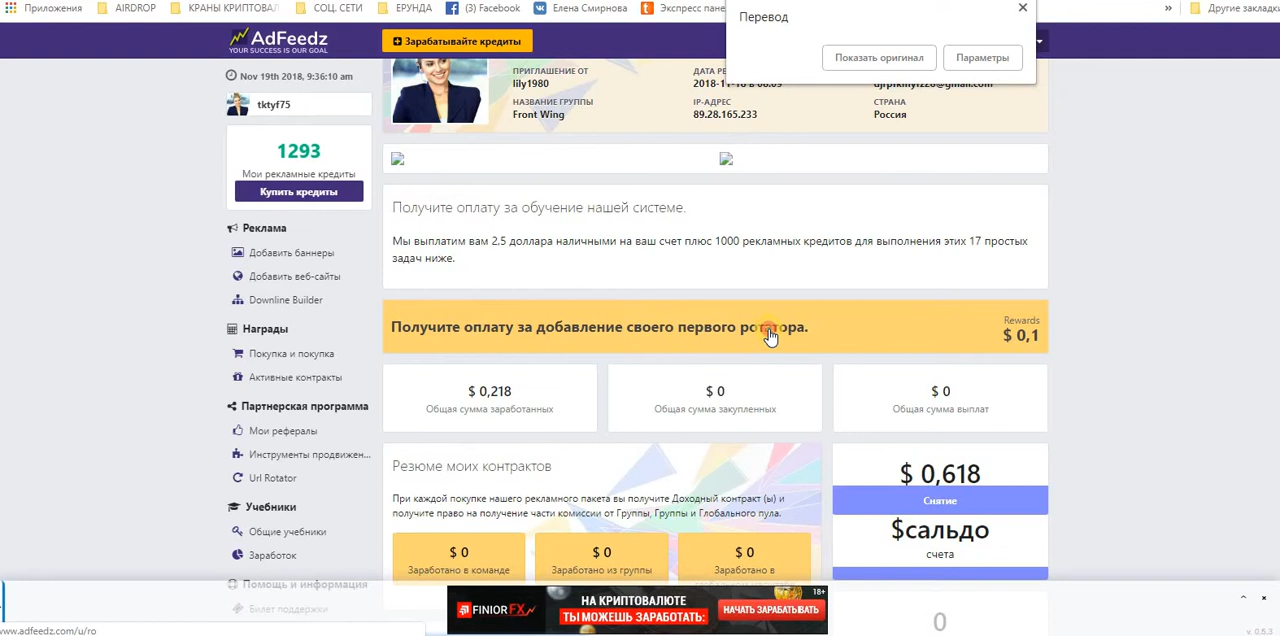 Приложения
AIRDROP
КРАНЫ КРИПТОВАЛ
СОЦ. СЕТИ
ЕРУНДА
(3) Facebook
Елена Смирнова
Экспресс пане
»
Другие закладки
Перевод
Показать оригинал
Параметры
AdFeedz
YOUR SUCCESS IS OUR GOAL
Зарабатывайте кредиты
Nov 19th 2018, 9:36:10 am
tktyf75
1293
Мои рекламные кредиты
Купить кредиты
Реклама
Добавить баннеры
Добавить веб-сайты
Downline Builder
Награды
Покупка и покупка
Активные контракты
Партнерская программа
Мои рефералы
Инструменты продвижен...
Url Rotator
Учебники
Общие учебники
Заработок
Помощь и информация
Билет поддержки
ПРИГЛАШЕНИЕ ОТ
lily1980
НАЗВАНИЕ ГРУППЫ
Front Wing
IP-АДРЕС
89.28.165.233
СТРАНА
Россия
Получите оплату за обучение нашей системе.
Мы выплатим вам 2.5 доллара наличными на ваш счет плюс 1000 рекламных кредитов для выполнения этих 17 простых
задач ниже.
Получите оплату за добавление своего первого ротатора.
Rewards
$ 0,1
$ 0,218
Общая сумма заработанных
$ 0
Общая сумма закупленных
$ 0
Общая сумма выплат
Резюме моих контрактов
При каждой покупке нашего рекламного пакета вы получите Доходный контракт (ы) и
получите право на получение части комиссии от Группы, Группы и Глобального пула.
$ 0
Заработано в команде
$ 0
Заработано из группы
$ 0
Заработано в
$ 0,618
Снятие
$сальдо
счета
0
FINIORFX
НА КРИПТОВАЛЮТЕ
ТЫ МОЖЕШЬ ЗАРАБОТАТЬ:
НАЧАТЬ ЗАРАБАТЫВАТЬ
18+
www.adfeedz.com/u/ro
v. 0.5.3